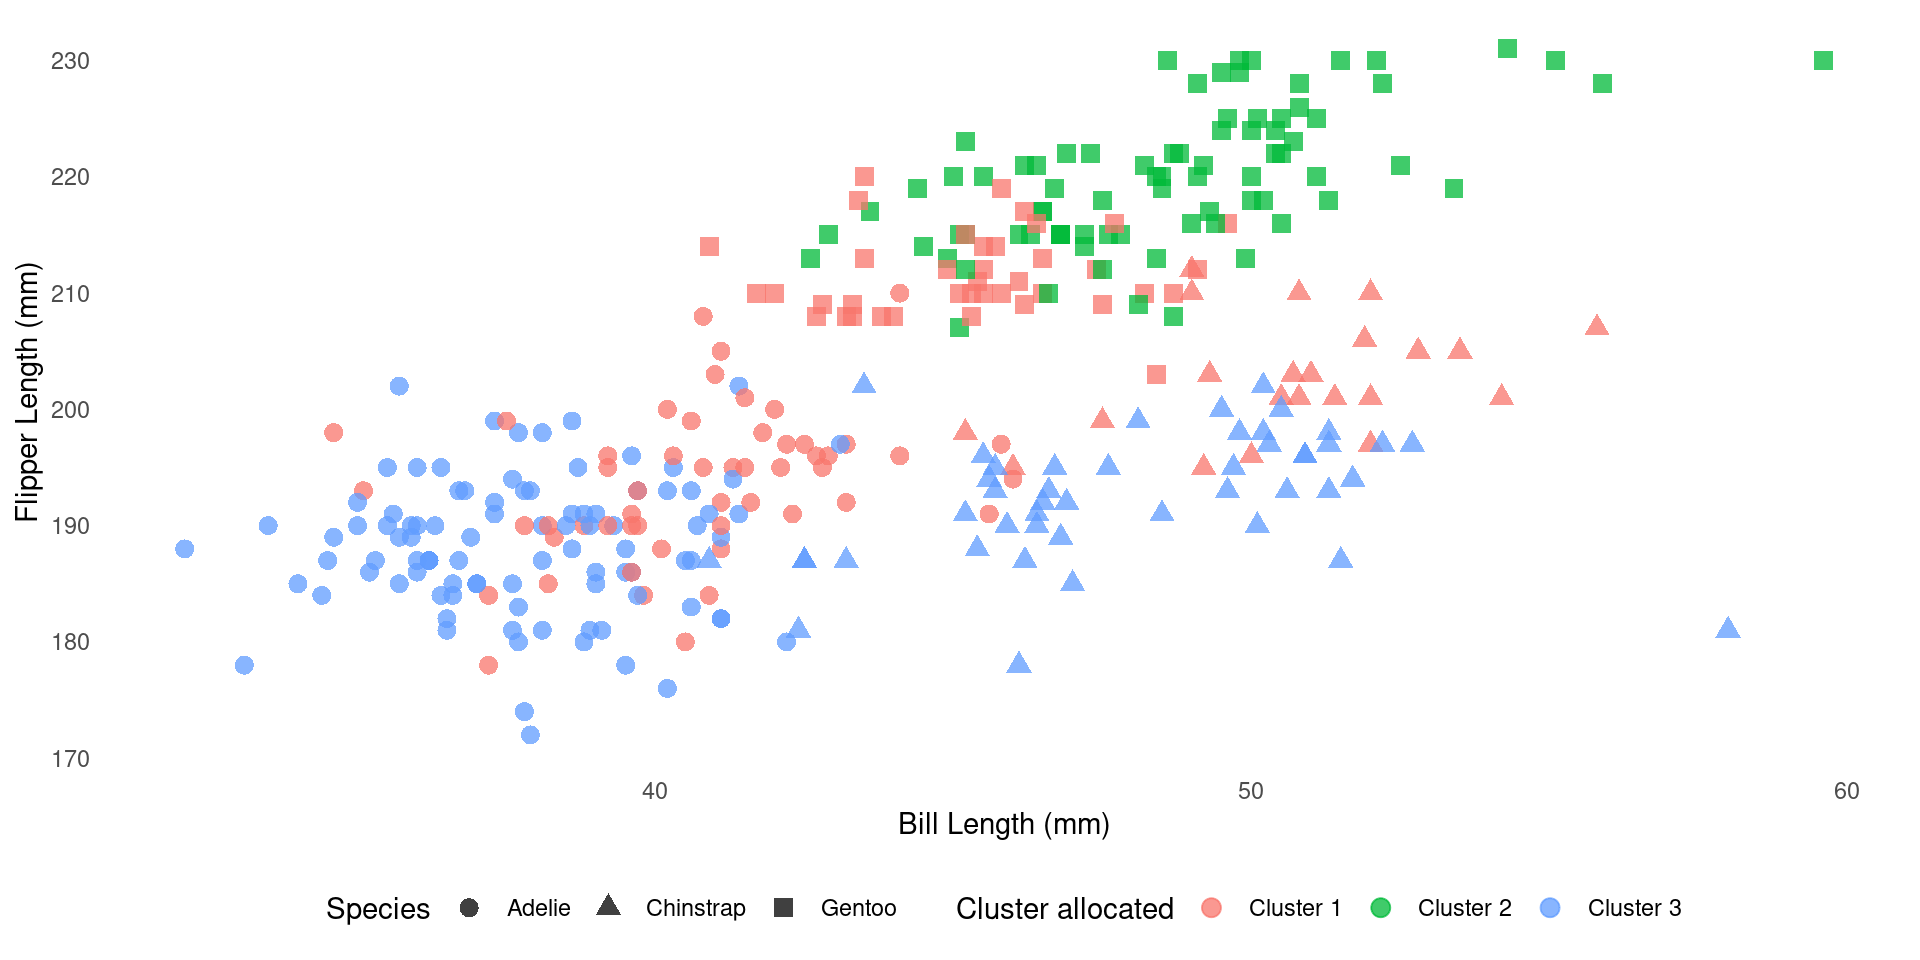 230
220
210
200
190
180
170
Flipper Length (mm)
40 50 60
Bill Length (mm)
Species Adelie Chinstrap Gentoo Cluster allocated Cluster 1 Cluster 2 Cluster 3